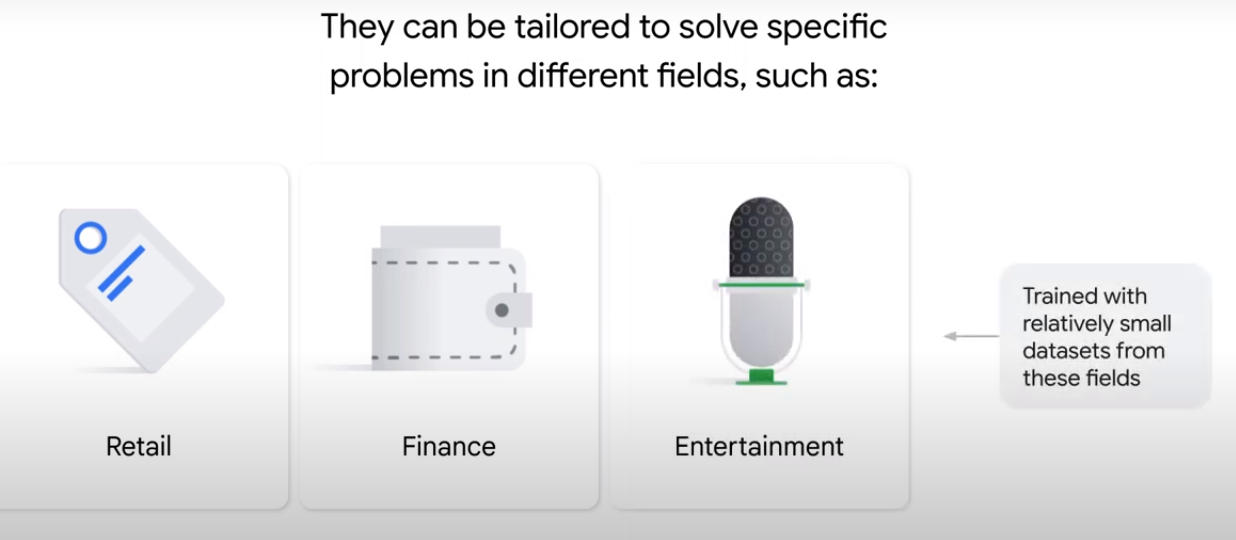 They can be tailored to solve specific
problems in different fields, such as:
Retail
Finance
Entertainment
Trained with
relatively small
datasets from
these fields